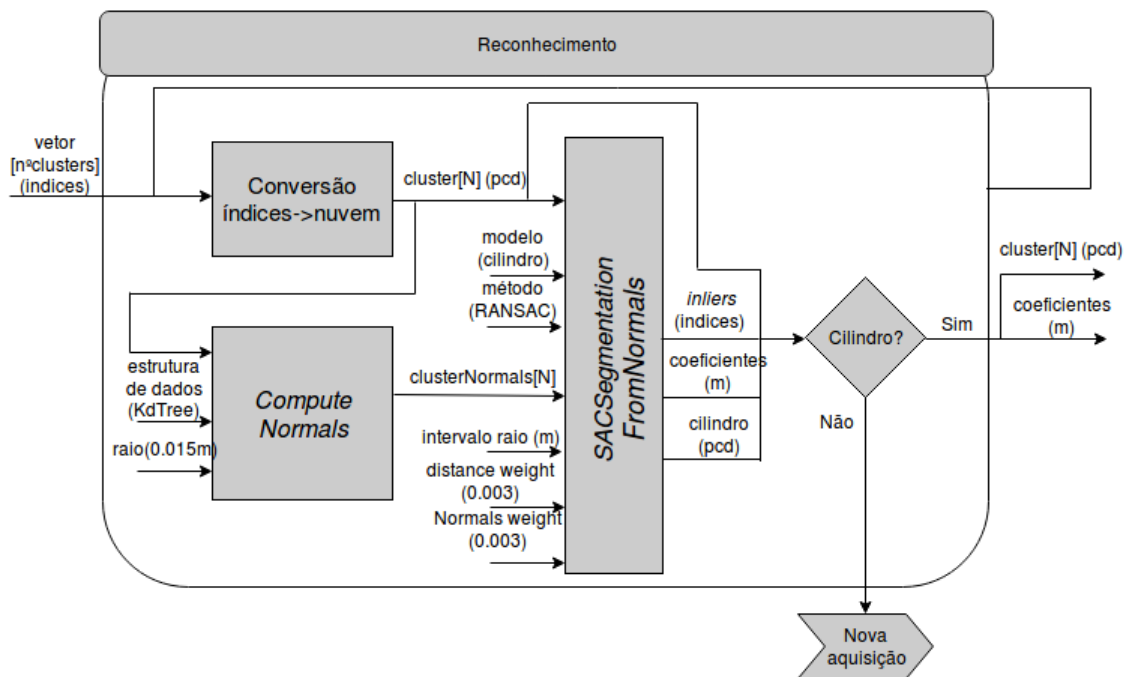 Reconhecimento
vetor
[nºclusters]
(indices)
Conversão
índices->nuvem
cluster[N] (pcd)
modelo
(cilindro)
método
(RANSAC)
estrutura
de dados
(KdTree)
raio(0.015m)
Compute
Normals
clusterNormals[N]
intervalo raio (m)
distance weight
(0.003)
Normals weight
(0.003)
SACSegmentation
FromNormals
inliers
(indices)
coeficientes
(m)
cilindro
(pcd)
Cilindro?
Sim
Não
cluster[N] (pcd)
coeficientes
(m)
Nova
aquisição